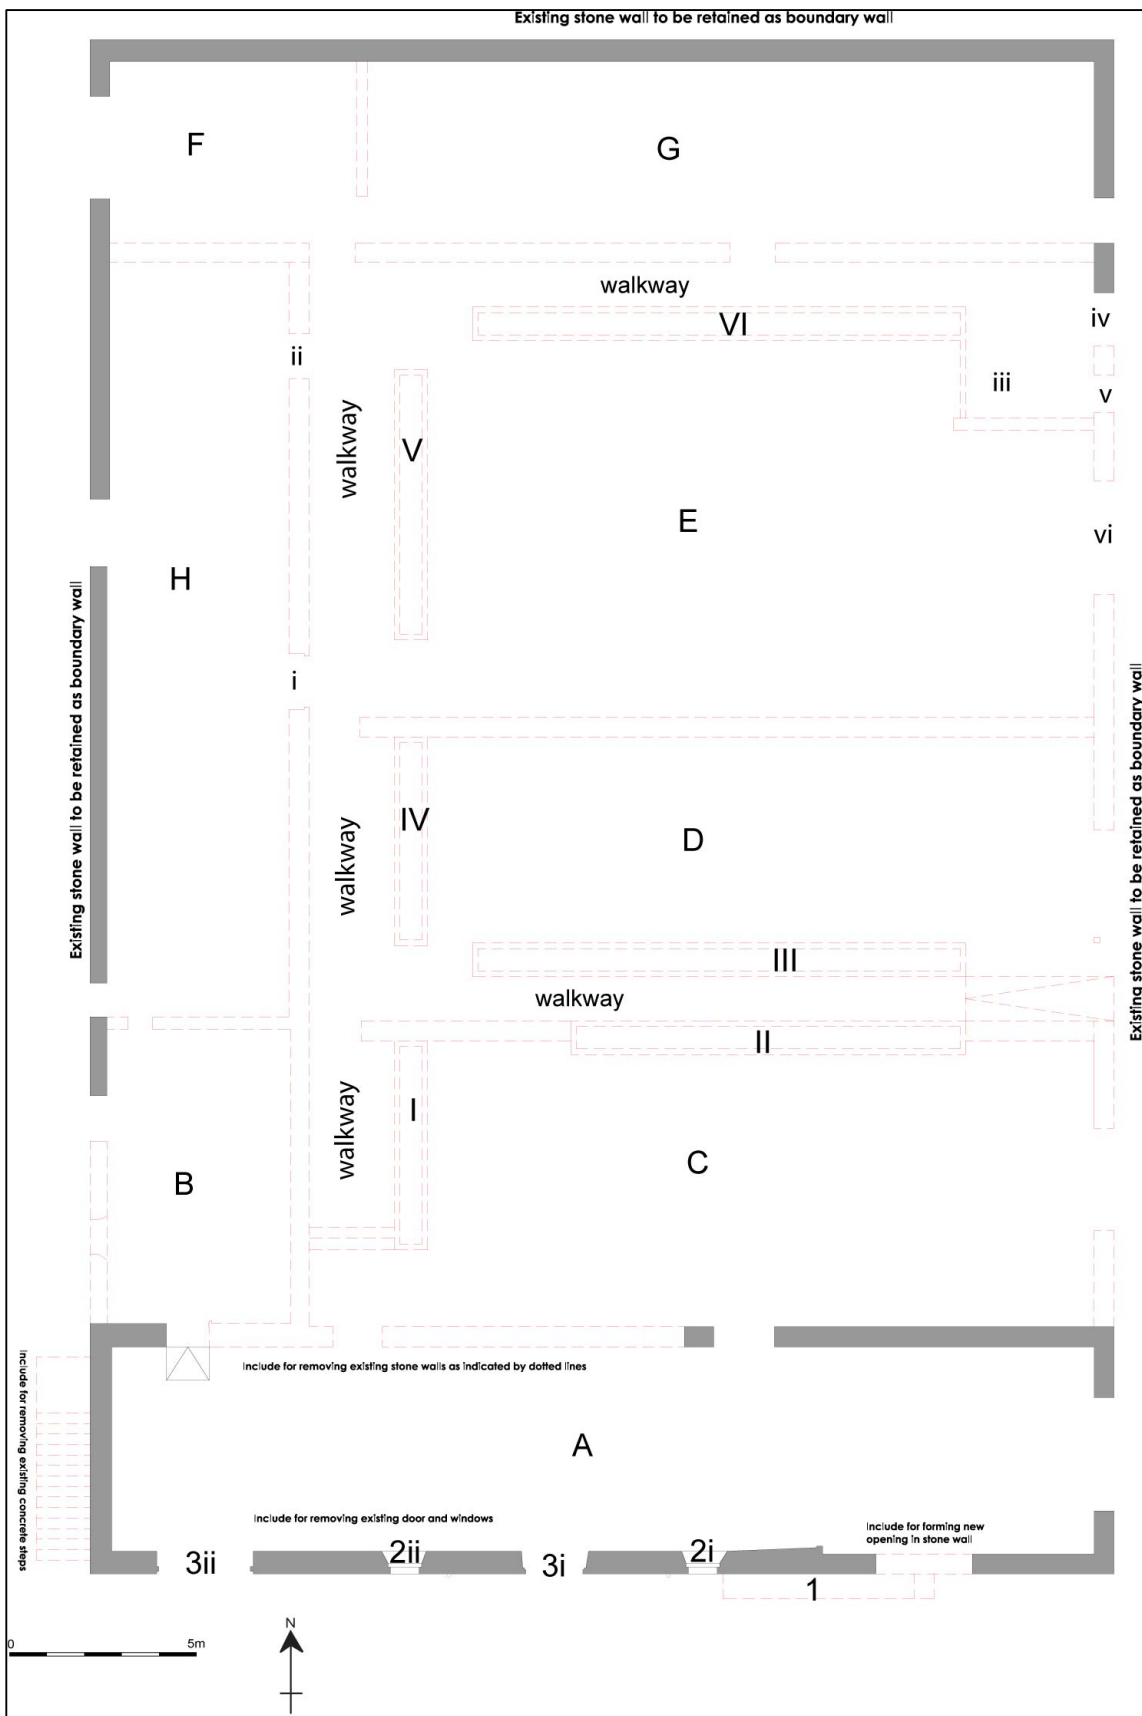 Existing stone wall to be retained as boundary wall
F
G
walkway
VI
iv
ii
iii
v
walkway
V
E
vi
H
Existing stone wall to be retained as boundary wall
i
Existing stone wall to be retained as boundary wall
IV
walkway
D
III
walkway
II
I
walkway
C
B
Include for removing existing stone walls as indicated by dotted lines
Include for removing existing concrete steps
A
Include for removing existing door and windows
Include for forming new
opening in stone wall
3ii
2ii
3i
2i
1
N
0
5m